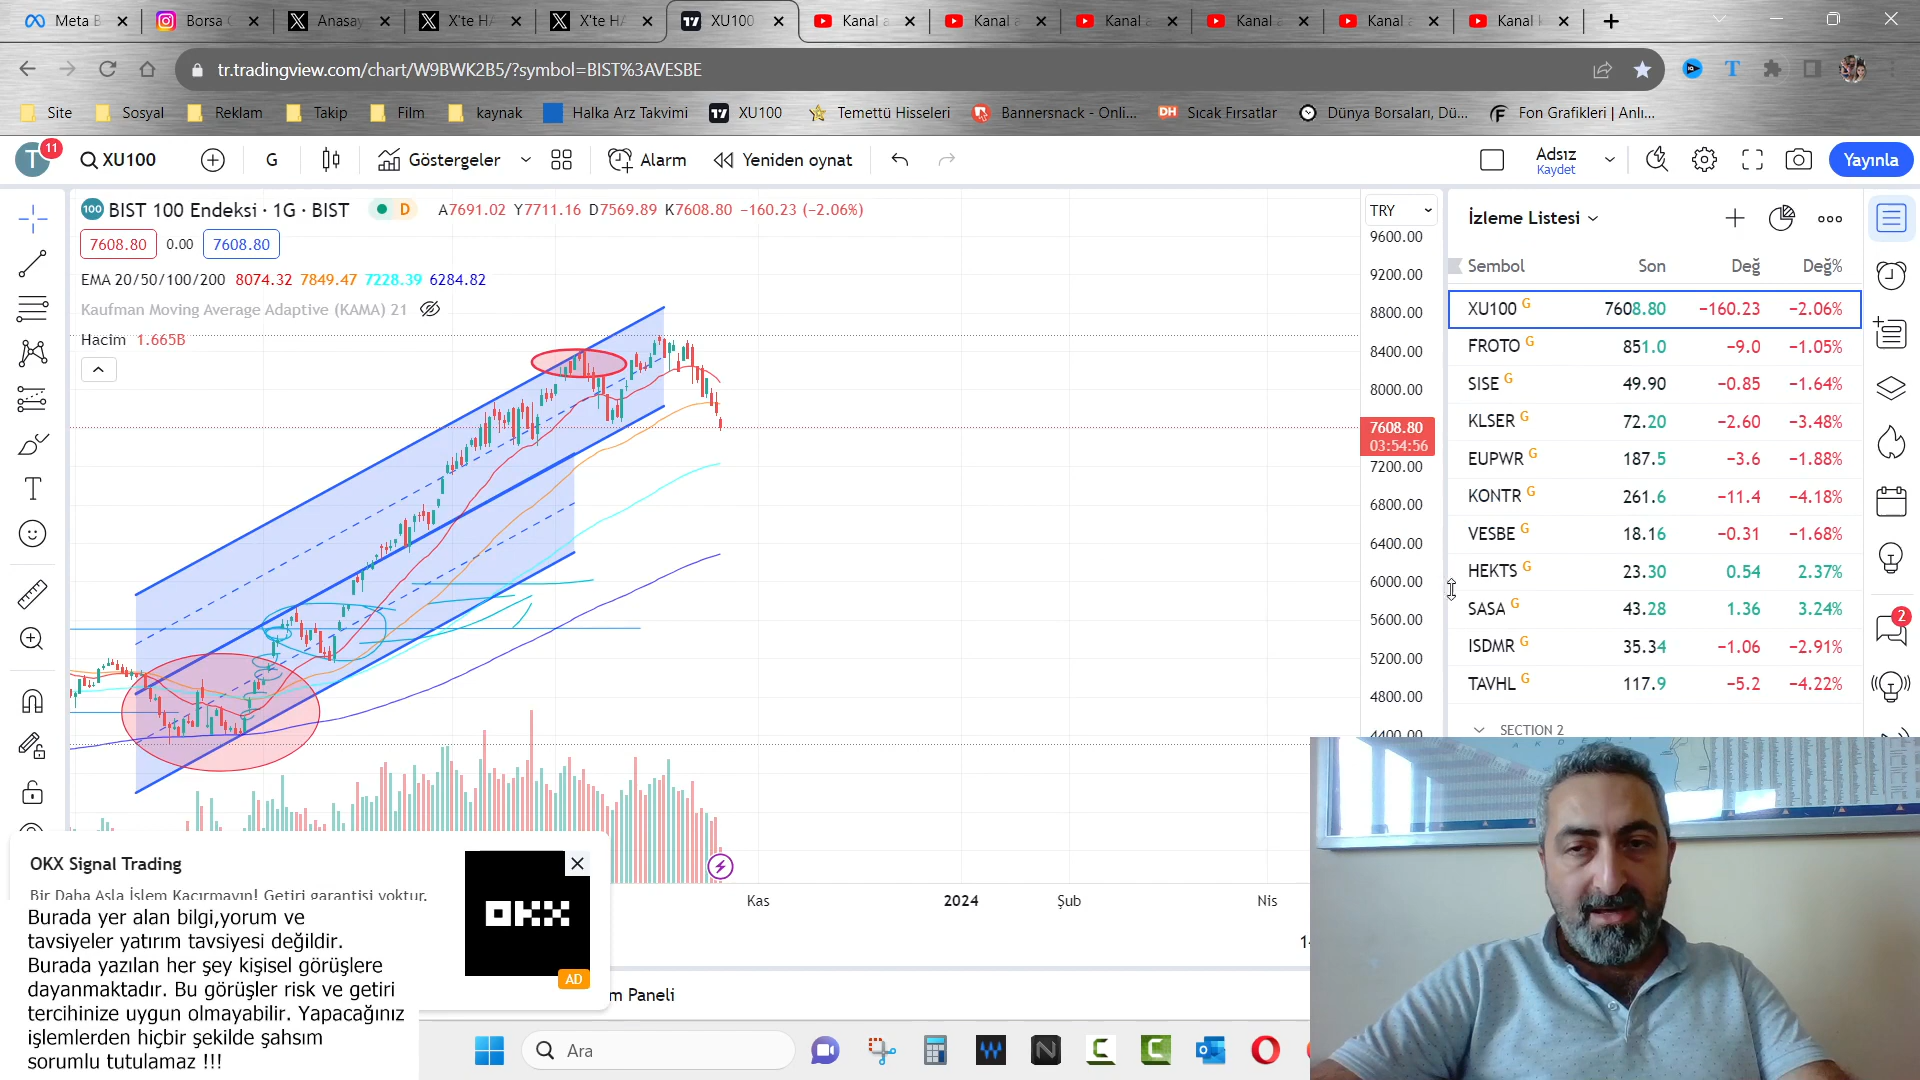 Meta B
Borsa
Anasay
X'te HA
X'te HA
XU100
Kanal
Kanal
Kanal
Kanal
Kanal
Kanal
tr.tradingview.com/chart/W9BWK2B5/?symbol=BIST%3AVESBE
Site
Sosyal
Reklam
Takip
Film
kaynak
Halka Arz Takvimi
XU100
Temettü Hisseleri
Bannersnack - Onli...
DH Sıcak Fırsatlar
Dünya Borsaları, Dü...
Fon Grafikleri | Anlı...
T 11
XU100
G
Göstergeler
Alarm
Yeniden oynat
Adsız
Kaydet
Yayınla
100 BIST 100 Endeksi · 1G · BIST
D
A7691.02 Y7711.16 D7569.89 K7608.80 −160.23 (−2.06%)
7608.80 0.00 7608.80
EMA 20/50/100/200 8074.32 7849.47 7228.39 6284.82
Kaufman Moving Average Adaptive (KAMA) 21
Hacim 1.665B
TRY
9600.00
9200.00
8800.00
8400.00
8000.00
7608.80
03:54:56
7200.00
6800.00
6400.00
6000.00
5600.00
5200.00
4800.00
4400.00
Kas
2024
Şub
Nis
İzleme Listesi
Sembol Son Değ Değ%
XU100 G 7608.80 −160.23 −2.06%
FROTO G 851.0 −9.0 −1.05%
SISE G 49.90 −0.85 −1.64%
KLSER G 72.20 −2.60 −3.48%
EUPWR G 187.5 −3.6 −1.88%
KONTR G 261.6 −11.4 −4.18%
VESBE G 18.16 −0.31 −1.68%
HEKTS G 23.30 0.54 2.37%
SASA G 43.28 1.36 3.24%
ISDMR G 35.34 −1.06 −2.91%
TAVHL G 117.9 −5.2 −4.22%
SECTION 2
2
OKX Signal Trading
Bir Daha Asla İşlem Kaçırmayın! Getiri garantisi yoktur.
OKX
AD
Burada yer alan bilgi,yorum ve
tavsiyeler yatırım tavsiyesi değildir.
Burada yazılan her şey kişisel görüşlere
dayanmaktadır. Bu görüşler risk ve getiri
tercihinize uygun olmayabilir. Yapacağınız
işlemlerden hiçbir şekilde şahsım
sorumlu tutulamaz !!!
m Paneli
Ara